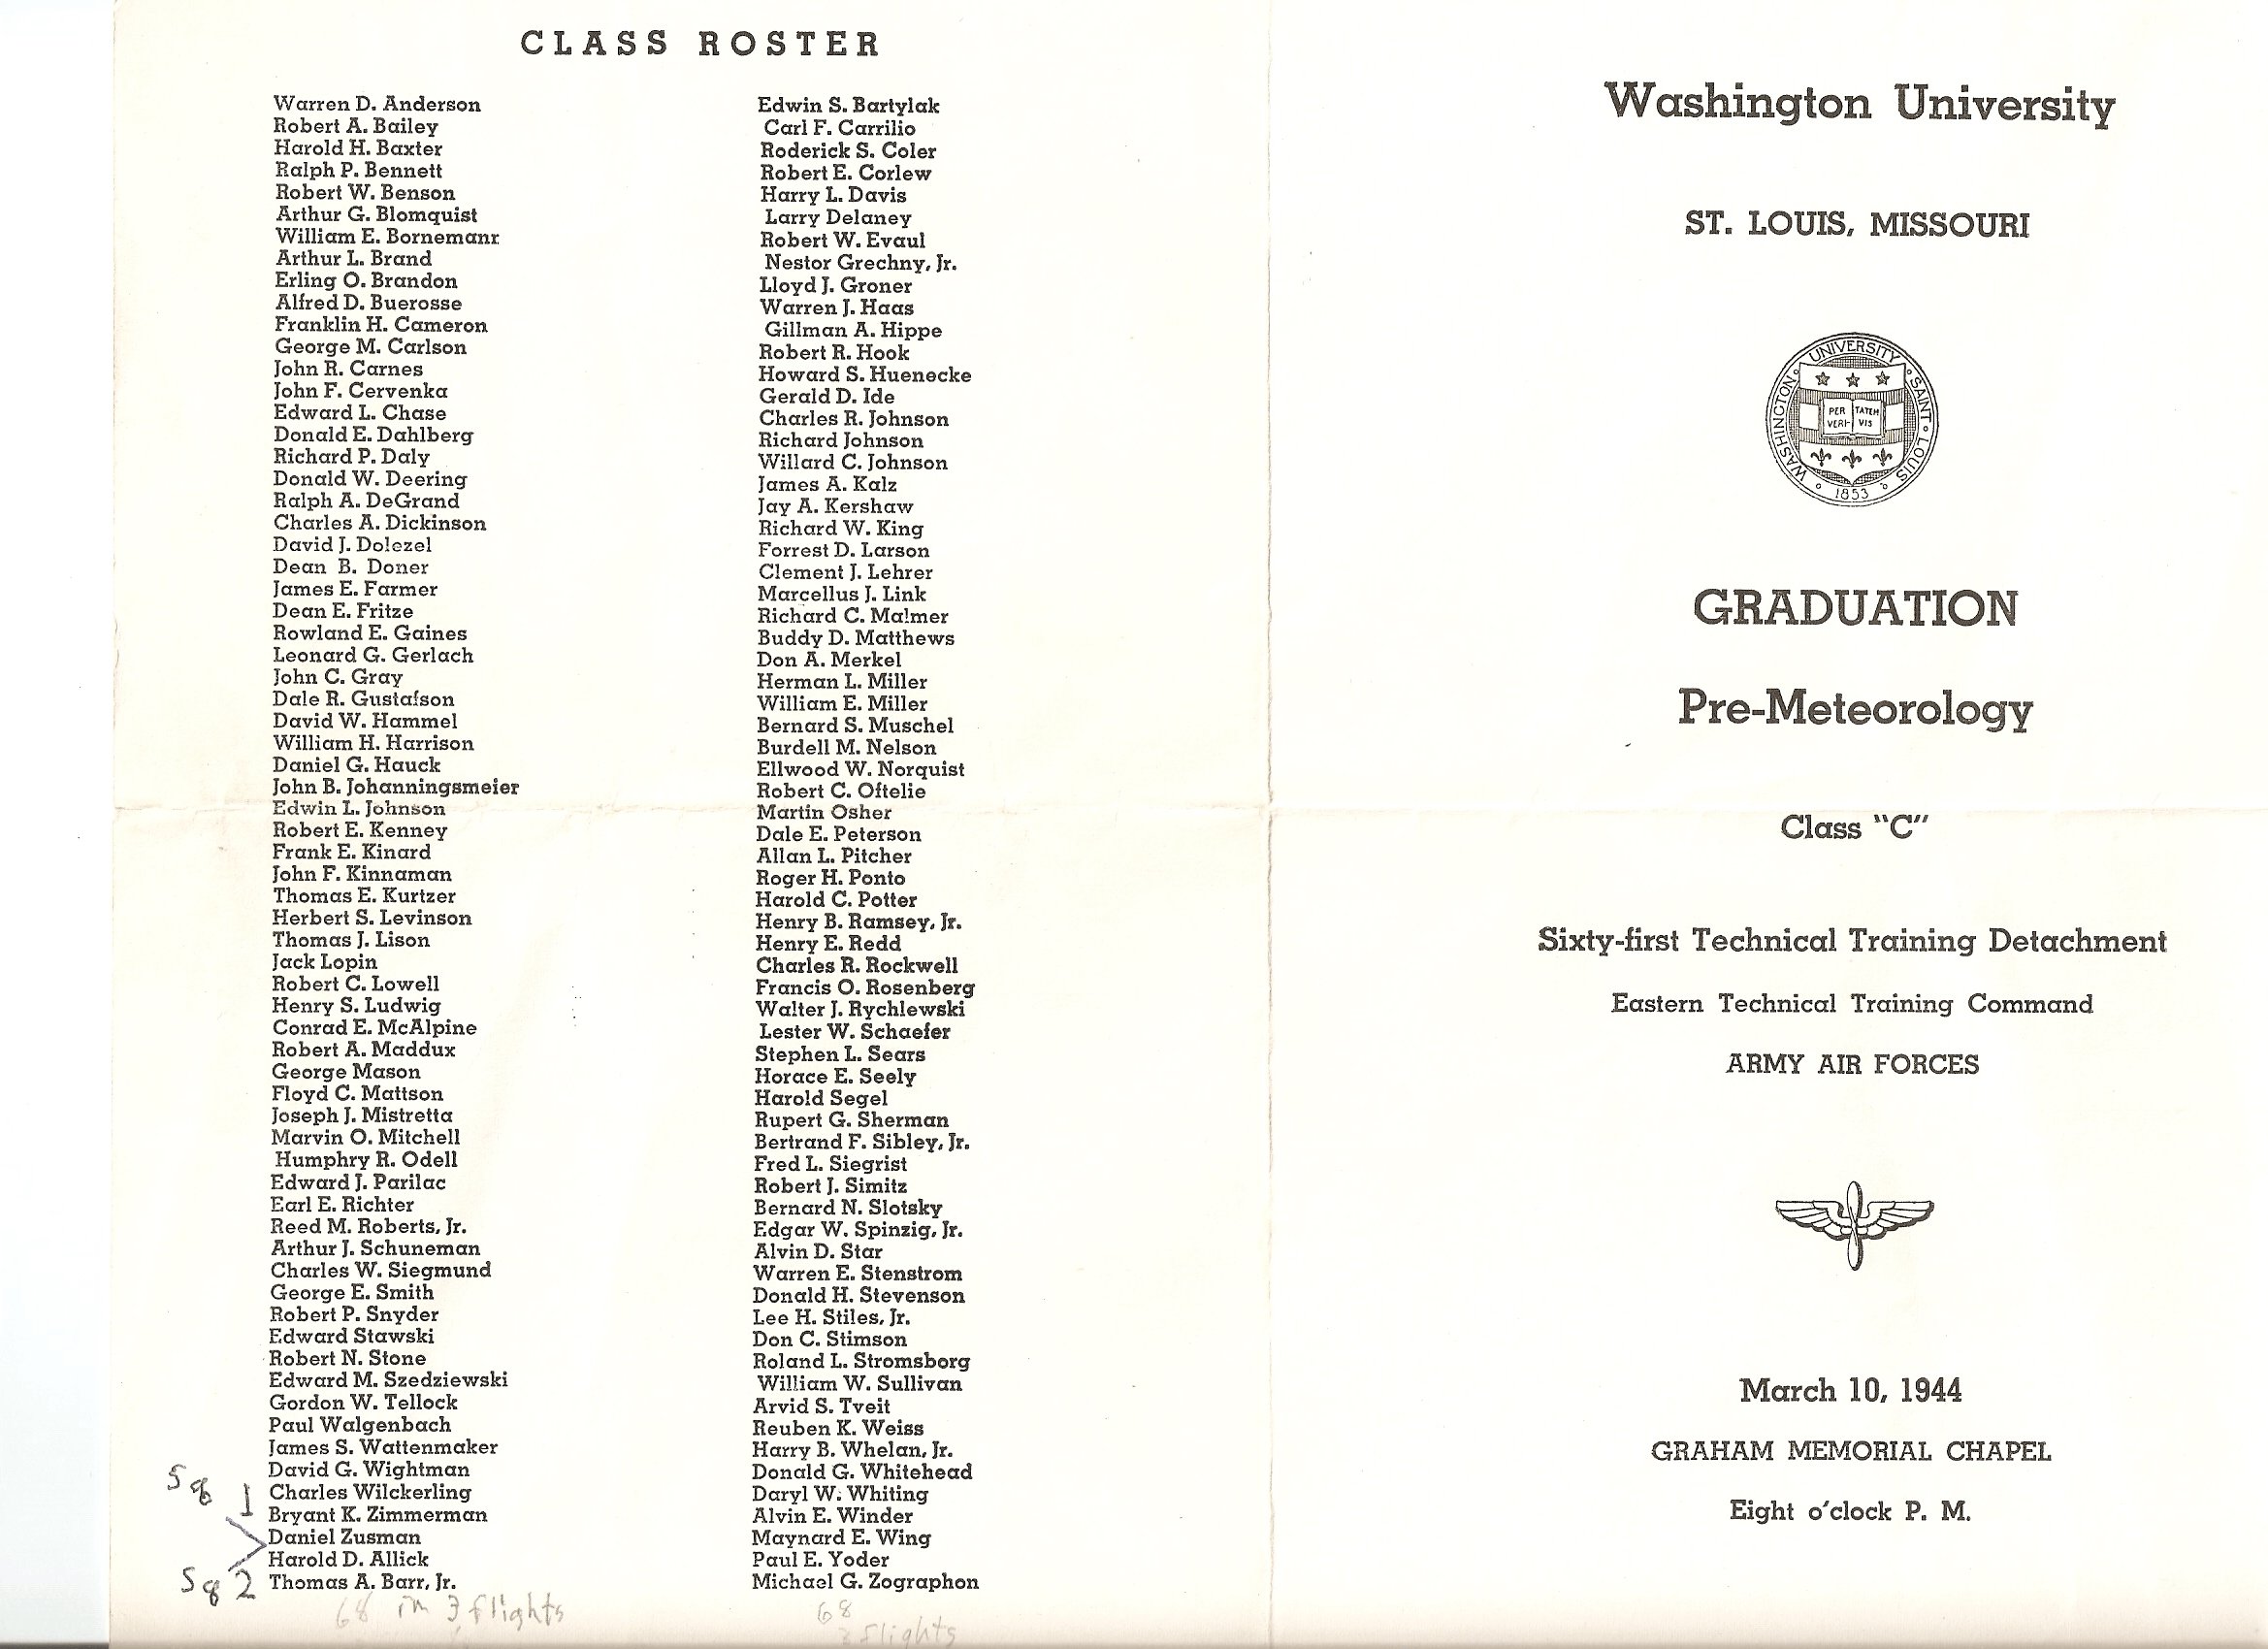 CLASS ROSTER
Warren D. Anderson
Robert A. Bailey
Harold H. Baxter
Ralph P. Bennett
Robert W. Benson
Arthur G. Blomquist
William E. Bornemann
Arthur L. Brand
Erling O. Brandon
Alfred D. Buerosse
Franklin H. Cameron
George M. Carlson
John R. Carnes
John F. Cervenka
Edward L. Chase
Donald E. Dahlberg
Richard P. Daly
Donald W. Deering
Ralph A. DeGrand
Charles A. Dickinson
David J. Dolezel
Dean B. Doner
James E. Farmer
Dean E. Fritze
Rowland E. Gaines
Leonard G. Gerlach
John C. Gray
Dale R. Gustafson
David W. Hammel
William H. Harrison
Daniel G. Hauck
John B. Johanningsmeier
Edwin L. Johnson
Robert E. Kenney
Frank E. Kinard
John F. Kinnaman
Thomas E. Kurtzer
Herbert S. Levinson
Thomas J. Lison
Jack Lopin
Robert C. Lowell
Henry S. Ludwig
Conrad E. McAlpine
Robert A. Maddux
George Mason
Floyd C. Mattson
Joseph J. Mistretta
Marvin O. Mitchell
Humphry R. Odell
Edward J. Parilac
Earl E. Richter
Reed M. Roberts, Jr.
Arthur J. Schuneman
Charles W. Siegmund
George E. Smith
Robert P. Snyder
Edward Stawski
Robert N. Stone
Edward M. Szedziewski
Gordon W. Tellock
Paul Walgenbach
James S. Wattenmaker
David G. Wightman
Sq 1
Charles Wilckerling
Bryant K. Zimmerman
Daniel Zusman
Harold D. Allick
Sq 2
Thomas A. Barr, Jr.
68 in 3 flights
Edwin S. Bartylak
Carl F. Carrilio
Roderick S. Coler
Robert E. Corlew
Harry L. Davis
Larry Delaney
Robert W. Evaul
Nestor Grechny, Jr.
Lloyd J. Groner
Warren J. Haas
Gillman A. Hippe
Robert R. Hook
Howard S. Huenecke
Gerald D. Ide
Charles R. Johnson
Richard Johnson
Willard C. Johnson
James A. Kalz
Jay A. Kershaw
Richard W. King
Forrest D. Larson
Clement J. Lehrer
Marcellus J. Link
Richard C. Malmer
Buddy D. Matthews
Don A. Merkel
Herman L. Miller
William E. Miller
Bernard S. Muschel
Burdell M. Nelson
Ellwood W. Norquist
Robert C. Oftelie
Martin Osher
Dale E. Peterson
Allan L. Pitcher
Roger H. Ponto
Harold C. Potter
Henry B. Ramsey, Jr.
Henry E. Redd
Charles R. Rockwell
Francis O. Rosenberg
Walter J. Rychlewski
Lester W. Schaefer
Stephen L. Sears
Horace E. Seely
Harold Segel
Rupert G. Sherman
Bertrand F. Sibley, Jr.
Fred L. Siegrist
Robert J. Simitz
Bernard N. Slotsky
Edgar W. Spinzig, Jr.
Alvin D. Star
Warren E. Stenstrom
Donald H. Stevenson
Lee H. Stiles, Jr.
Don C. Stimson
Roland L. Stromsborg
William W. Sullivan
Arvid S. Tveit
Reuben K. Weiss
Harry B. Whelan, Jr.
Donald G. Whitehead
Daryl W. Whiting
Alvin E. Winder
Maynard E. Wing
Paul E. Yoder
Michael G. Zographon
68
3 flights
Washington University
ST. LOUIS, MISSOURI
WASHINGTON · UNIVERSITY · SAINT · LOUIS
PER VERI- TATEM VIS
1853
GRADUATION
Pre-Meteorology
Class "C"
Sixty-first Technical Training Detachment
Eastern Technical Training Command
ARMY AIR FORCES
March 10, 1944
GRAHAM MEMORIAL CHAPEL
Eight o'clock P. M.